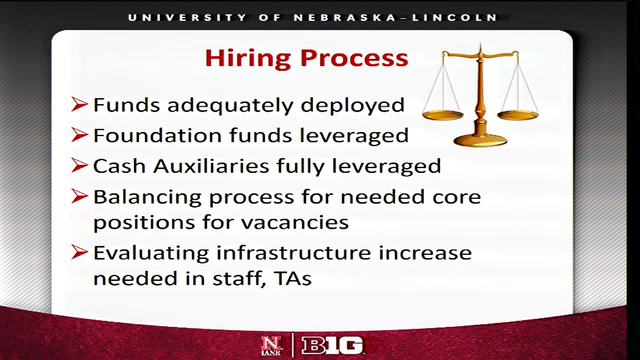 UNIVERSITY OF NEBRASKA–LINCOLN
Hiring Process
Funds adequately deployed
Foundation funds leveraged
Cash Auxiliaries fully leveraged
Balancing process for needed core
positions for vacancies
Evaluating infrastructure increase
needed in staff, TAs
N
IANR
B1G